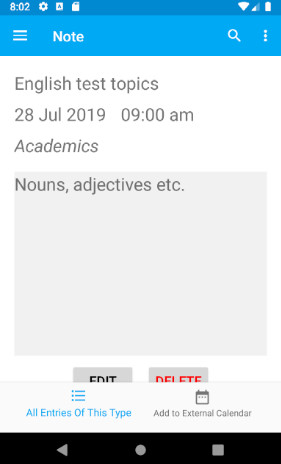 8:02
Note
English test topics
28 Jul 2019 09:00 am
Academics
Nouns, adjectives etc.
EDIT DELETE
All Entries Of This Type Add to External Calendar